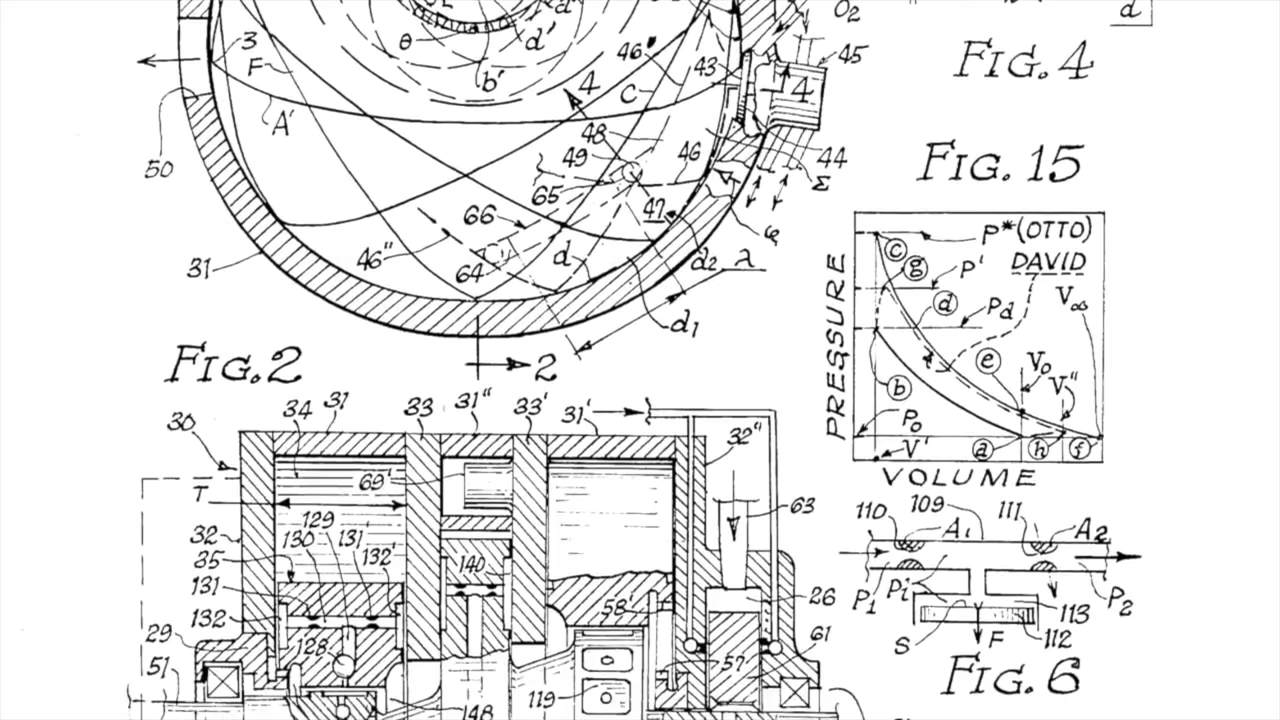 O2
d
FIG. 4
FIG. 15
3
F
A'
50
31
θ
b'
d'
4
46'
C
43
4
45
44
Σ
48
49
46
65
47
φ
66
46"
64
d
d2
λ
d1
2
PRESSURE
P*(OTTO)
DAVID
P'
V∞
Pd
c
g
d
e
b
Vo
V"
Po
V'
a
h
f
VOLUME
FIG. 2
30
34
31
33
31"
33'
31'
32"
69'
T
63
32
35
129
131'
130
132'
131
132
140
58'
26
29
128
57
61
51
148
119
110
109
A1
111
A2
P1
Pi
P2
113
S
F
112
FIG. 6